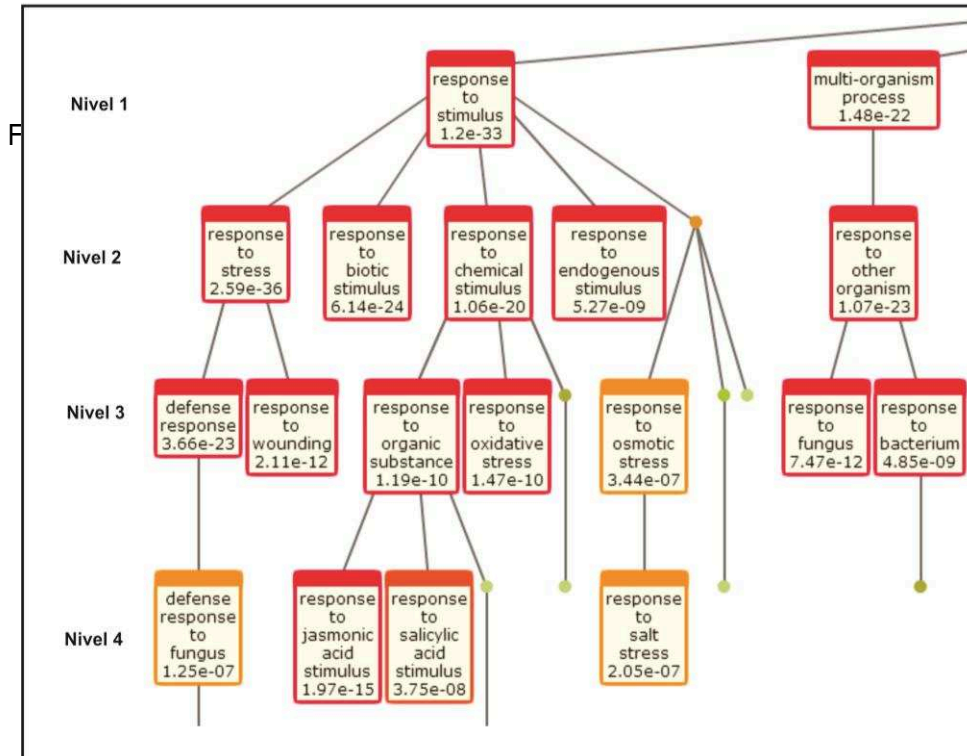 Nivel 1
response
to
stimulus
1.2e-33
multi-organism
process
1.48e-22
F
Nivel 2
response
to
stress
2.59e-36
response
to
biotic
stimulus
6.14e-24
response
to
chemical
stimulus
1.06e-20
response
to
endogenous
stimulus
5.27e-09
response
to
other
organism
1.07e-23
Nivel 3
defense
response
3.66e-23
response
to
wounding
2.11e-12
response
to
organic
substance
1.19e-10
response
to
oxidative
stress
1.47e-10
response
to
osmotic
stress
3.44e-07
response
to
fungus
7.47e-12
response
to
bacterium
4.85e-09
Nivel 4
defense
response
to
fungus
1.25e-07
response
to
jasmonic
acid
stimulus
1.97e-15
response
to
salicylic
acid
stimulus
3.75e-08
response
to
salt
stress
2.05e-07